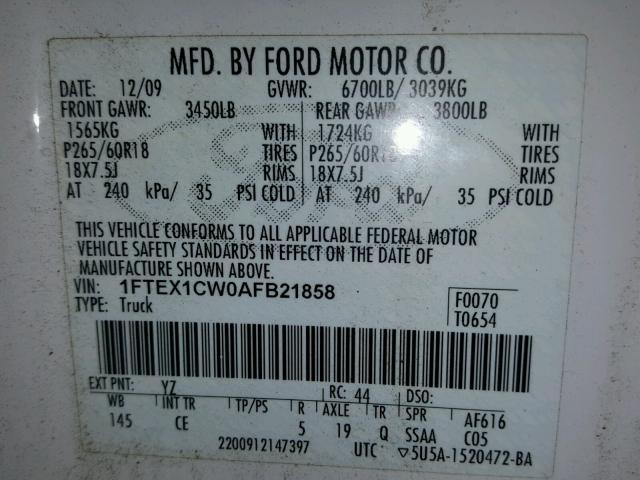 MFD. BY FORD MOTOR CO.
DATE: 12/09 GVWR: 6700LB/ 3039KG
FRONT GAWR: 3450LB REAR GAWR: 3800LB
1565KG WITH 1724KG WITH
P265/60R18 TIRES P265/60R18 TIRES
18X7.5J RIMS 18X7.5J RIMS
AT 240 kPa/ 35 PSI COLD AT 240 kPa/ 35 PSI COLD
THIS VEHICLE CONFORMS TO ALL APPLICABLE FEDERAL MOTOR
VEHICLE SAFETY STANDARDS IN EFFECT ON THE DATE OF
MANUFACTURE SHOWN ABOVE.
VIN: 1FTEX1CW0AFB21858 F0070
TYPE: Truck T0654
EXT PNT: YZ RC: 44 DSO:
WB INT TR TP/PS R AXLE TR SPR AF616
145 CE 5 19 Q SSAA C05
2200912147397 UTC ▽5U5A-1520472-BA